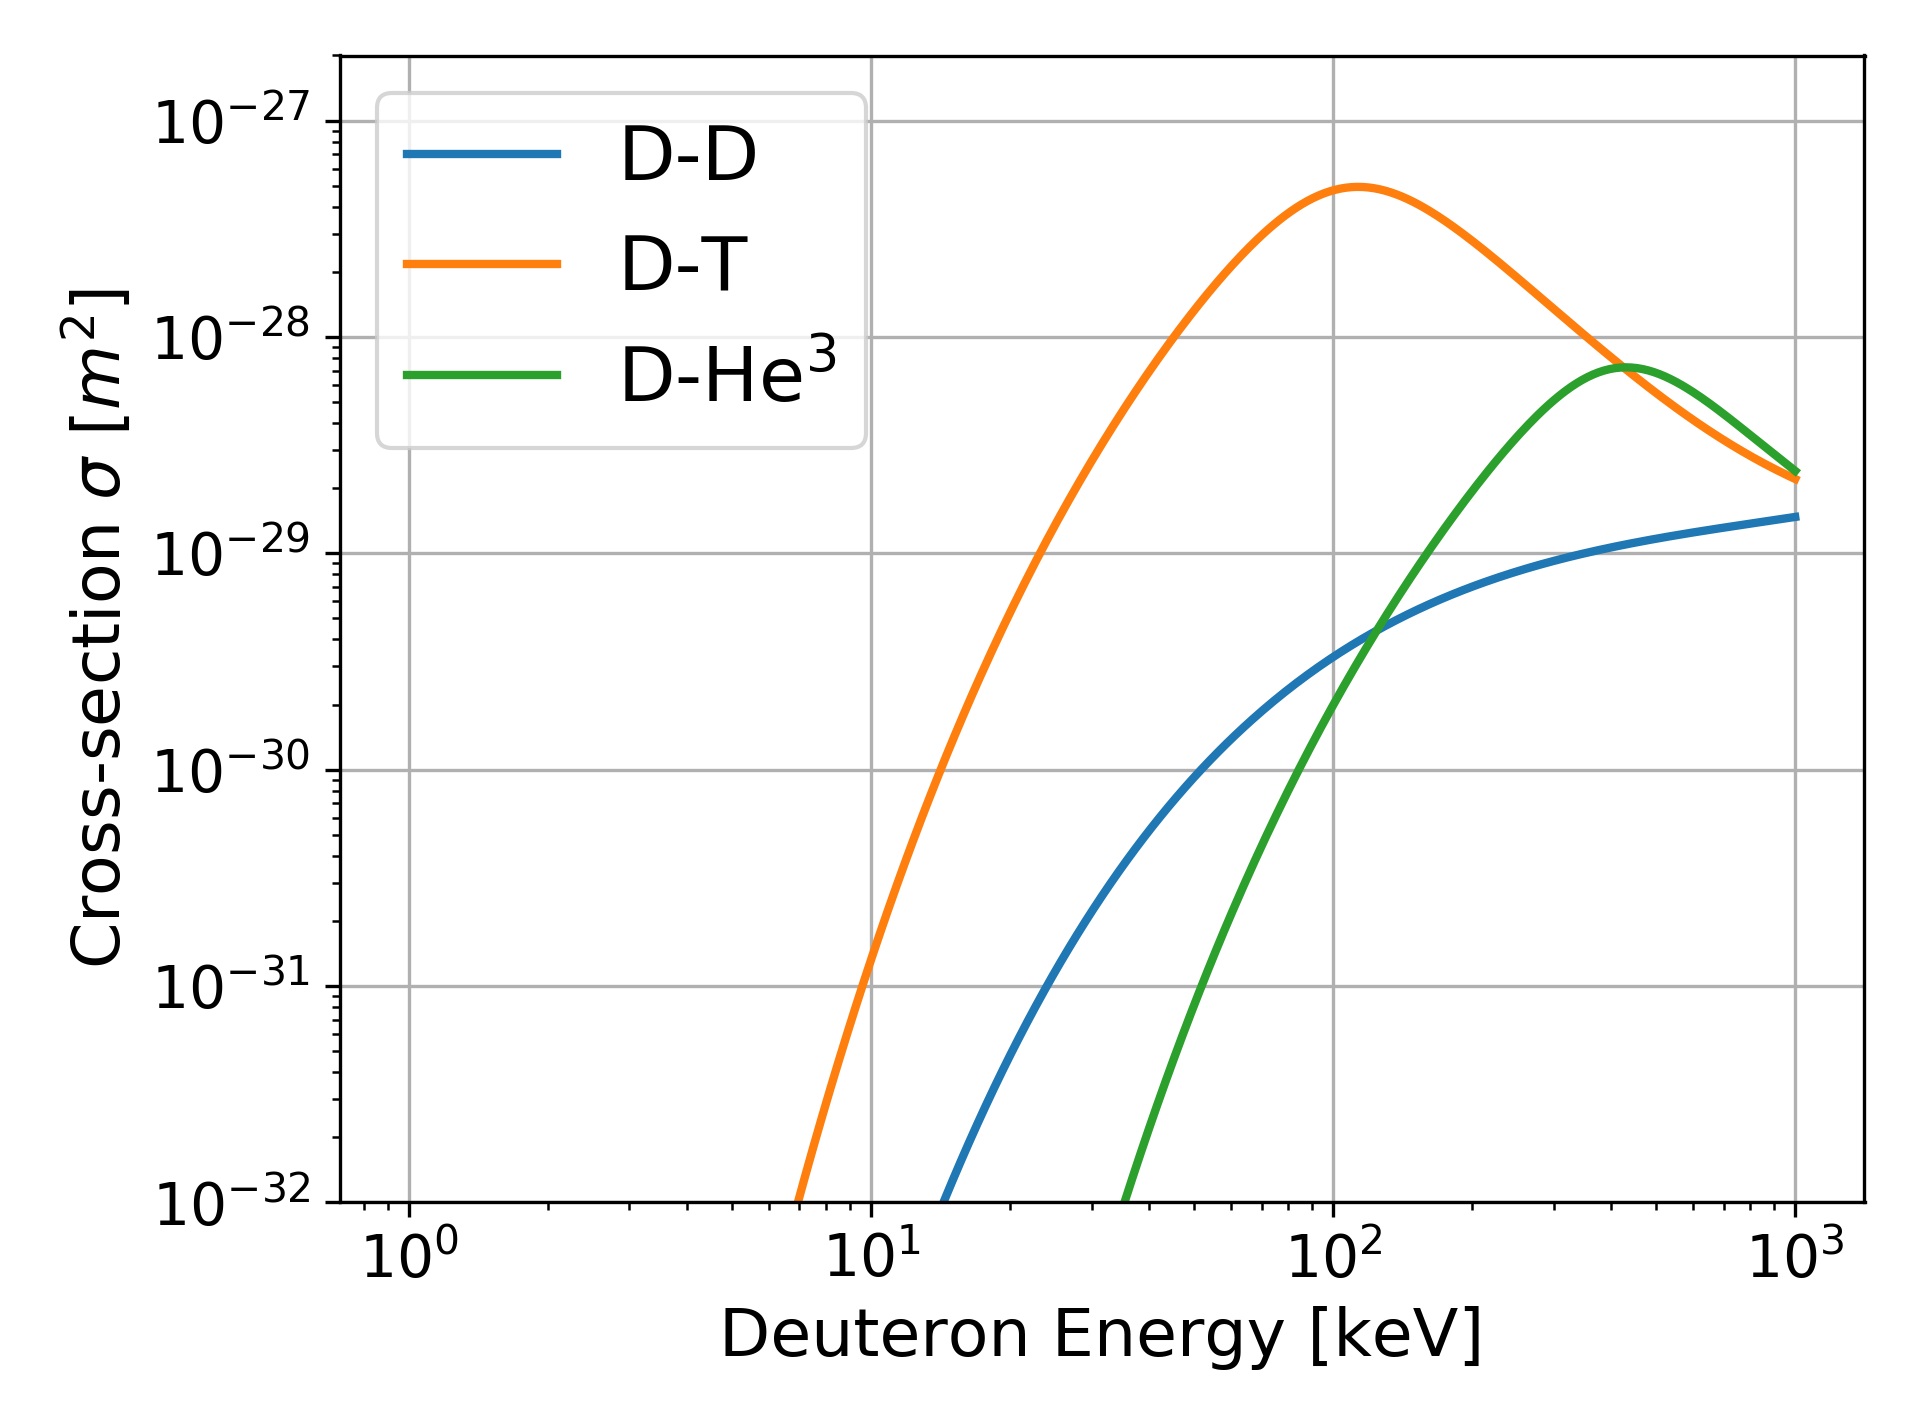 10⁻²⁷
10⁻²⁸
10⁻²⁹
10⁻³⁰
10⁻³¹
10⁻³²
Cross-section σ [m²]
D-D
D-T
D-He³
10⁰
10¹
10²
10³
Deuteron Energy [keV]